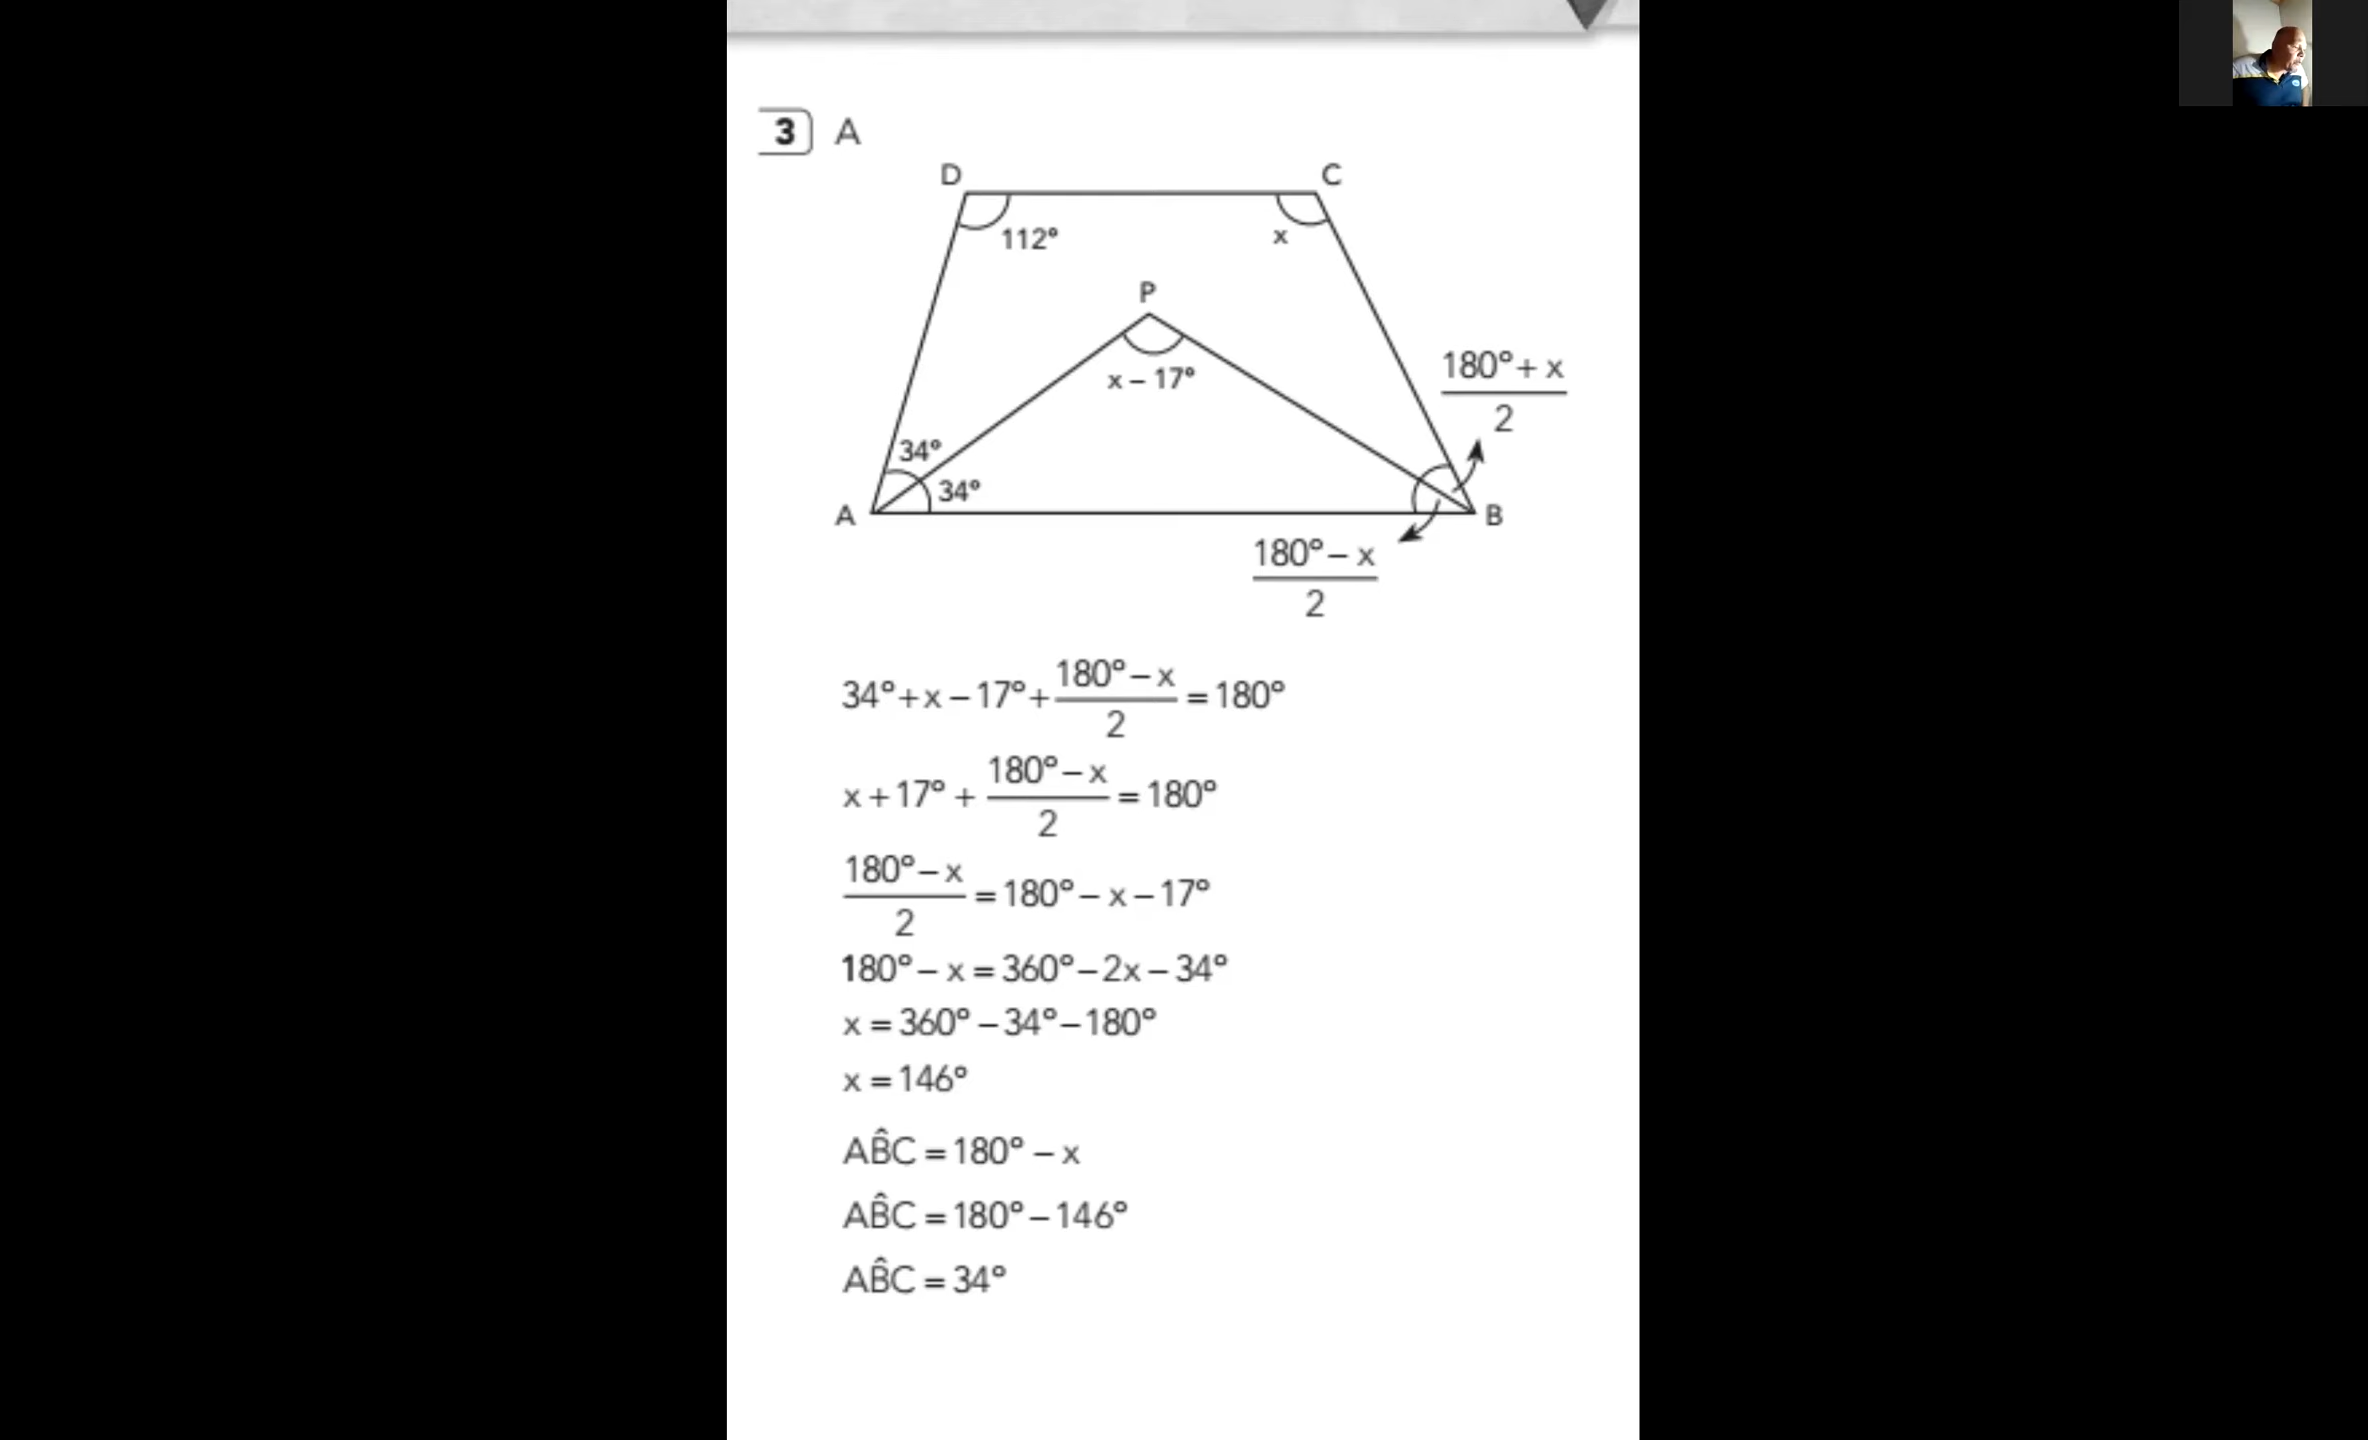 3 A
D C
112° x
P
x – 17°
180° + x
2
34°
34°
A B
180° – x
2
34° + x – 17° + 180° – x / 2 = 180°
x + 17° + 180° – x / 2 = 180°
180° – x / 2 = 180° – x – 17°
180° – x = 360° – 2x – 34°
x = 360° – 34° – 180°
x = 146°
AB̂C = 180° – x
AB̂C = 180° – 146°
AB̂C = 34°